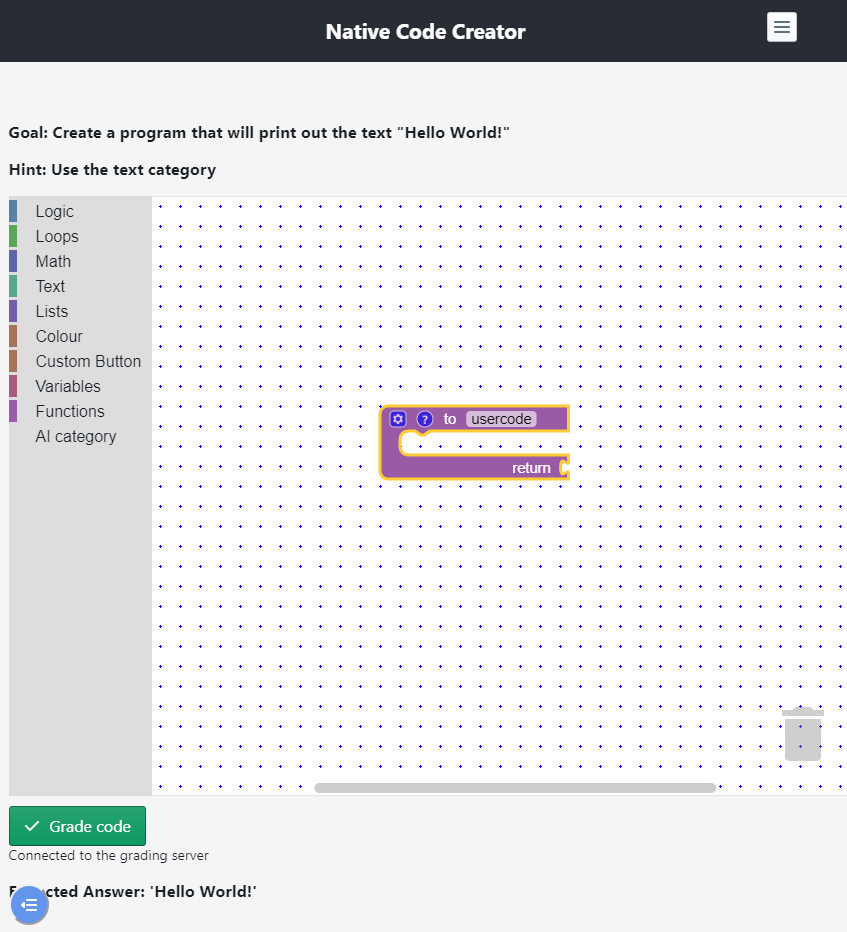 Native Code Creator
Goal: Create a program that will print out the text "Hello World!"
Hint: Use the text category
Logic
Loops
Math
Text
Lists
Colour
Custom Button
Variables
Functions
AI category
? to usercode
return
Grade code
Connected to the grading server
cted Answer: 'Hello World!'